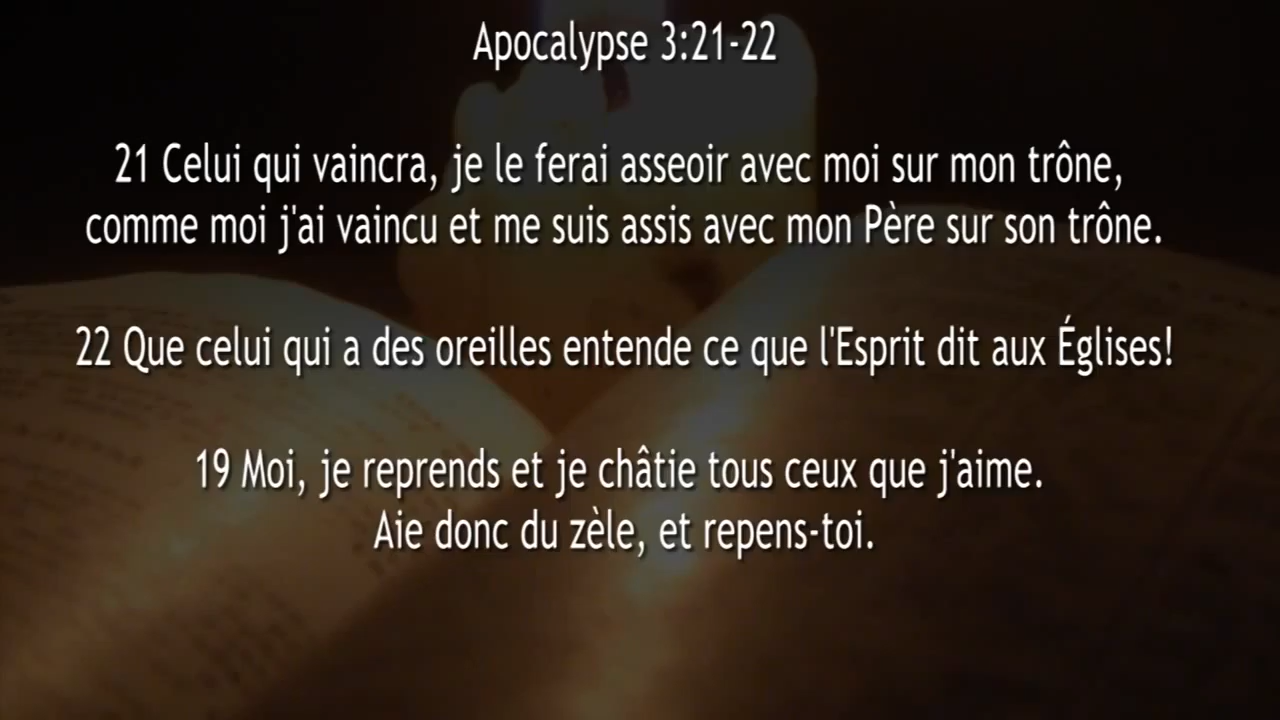 Apocalypse 3:21-22
21 Celui qui vaincra, je le ferai asseoir avec moi sur mon trône,
comme moi j'ai vaincu et me suis assis avec mon Père sur son trône.
22 Que celui qui a des oreilles entende ce que l'Esprit dit aux Églises!
19 Moi, je reprends et je châtie tous ceux que j'aime.
Aie donc du zèle, et repens-toi.